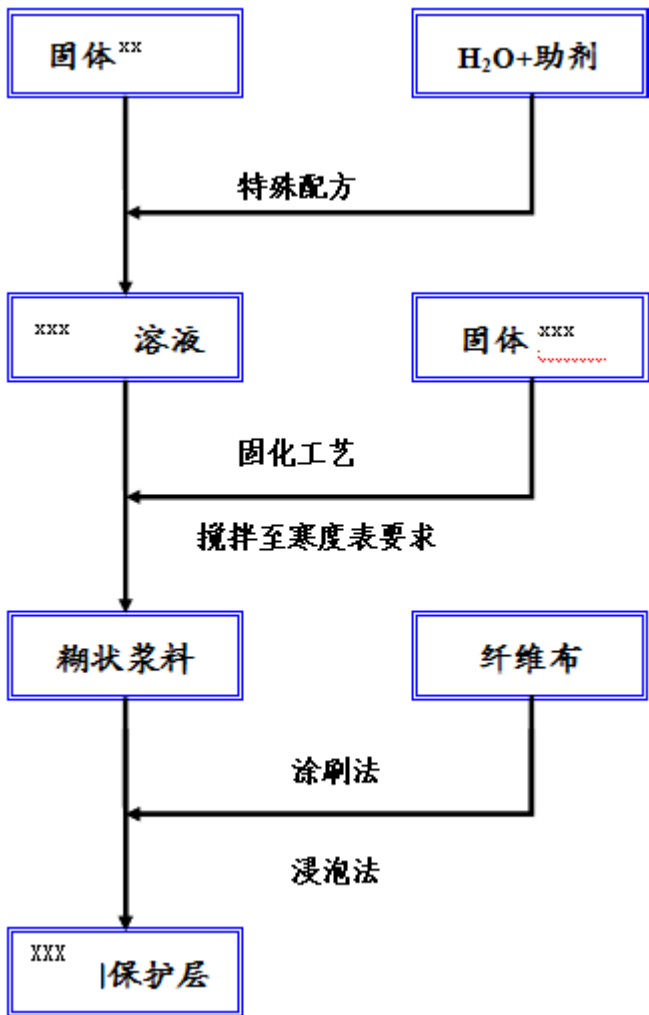 固体xx
H₂O+助剂
特殊配方
xxx 溶液
固体xxx
固化工艺
搅拌至寒度表要求
糊状浆料
纤维布
涂刷法
浸泡法
XXX |保护层